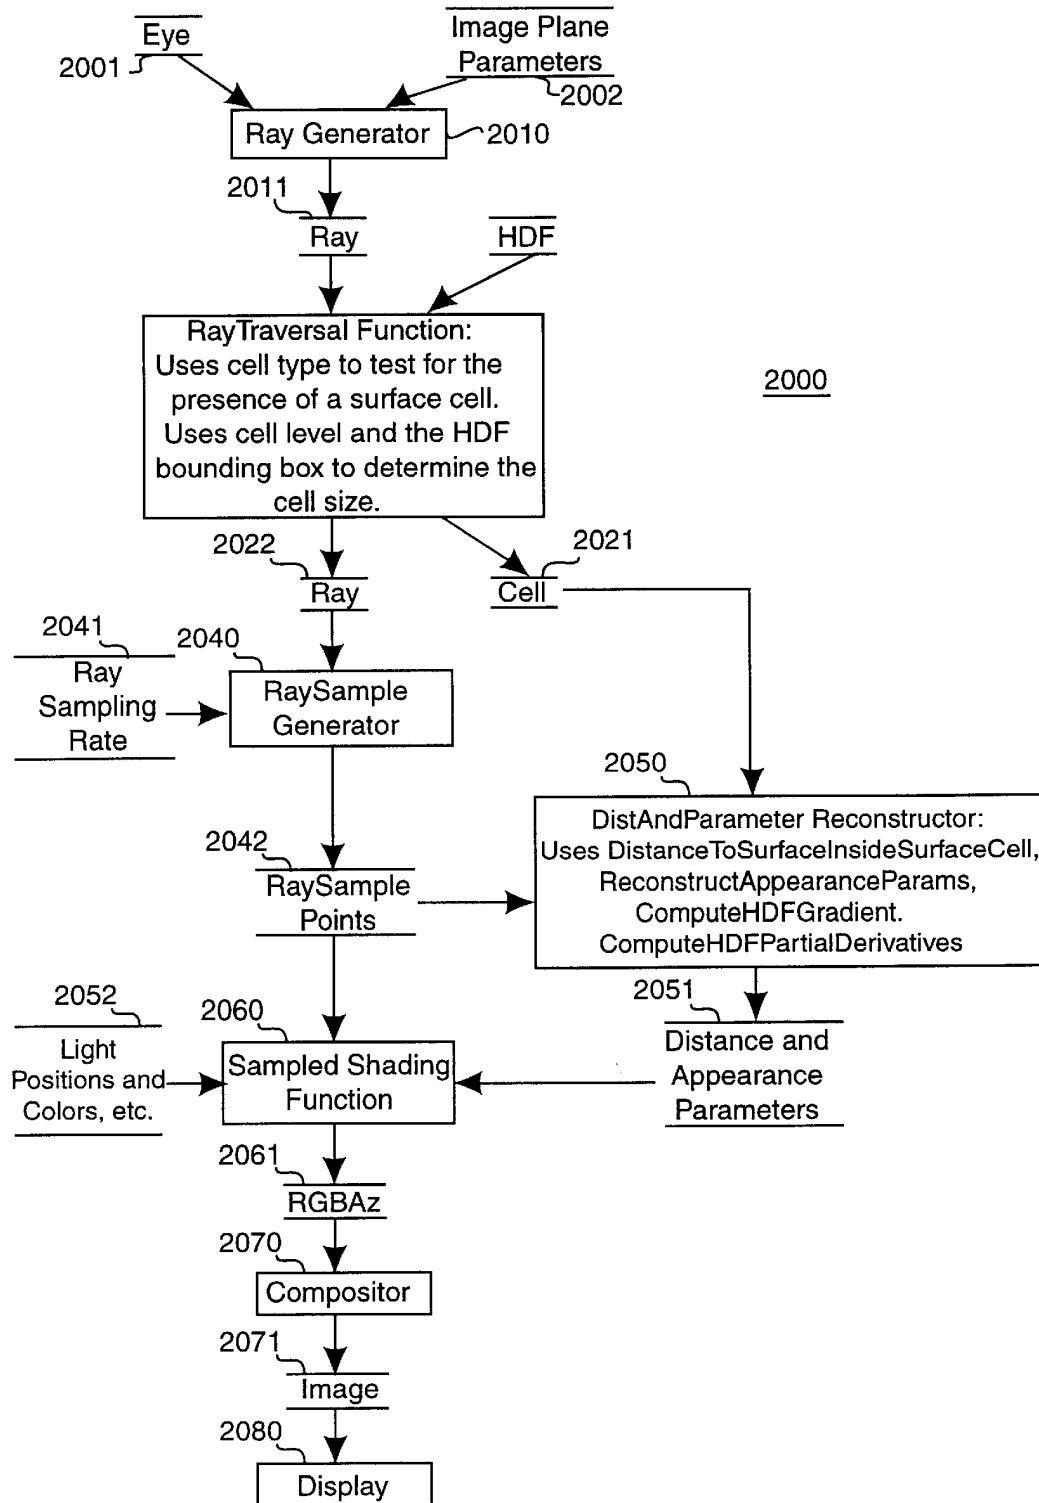 Eye
2001
Image Plane
Parameters
2002
Ray Generator
2010
2011
Ray
HDF
RayTraversal Function:
Uses cell type to test for the
presence of a surface cell.
Uses cell level and the HDF
bounding box to determine the
cell size.
2000
2022
Ray
2021
Cell
2041
Ray
Sampling
Rate
2040
RaySample
Generator
2050
DistAndParameter Reconstructor:
Uses DistanceToSurfaceInsideSurfaceCell,
ReconstructAppearanceParams,
ComputeHDFGradient.
ComputeHDFPartialDerivatives
2042
RaySample
Points
2051
Distance and
Appearance
Parameters
2052
Light
Positions and
Colors, etc.
2060
Sampled Shading
Function
2061
RGBAz
2070
Compositor
2071
Image
2080
Display